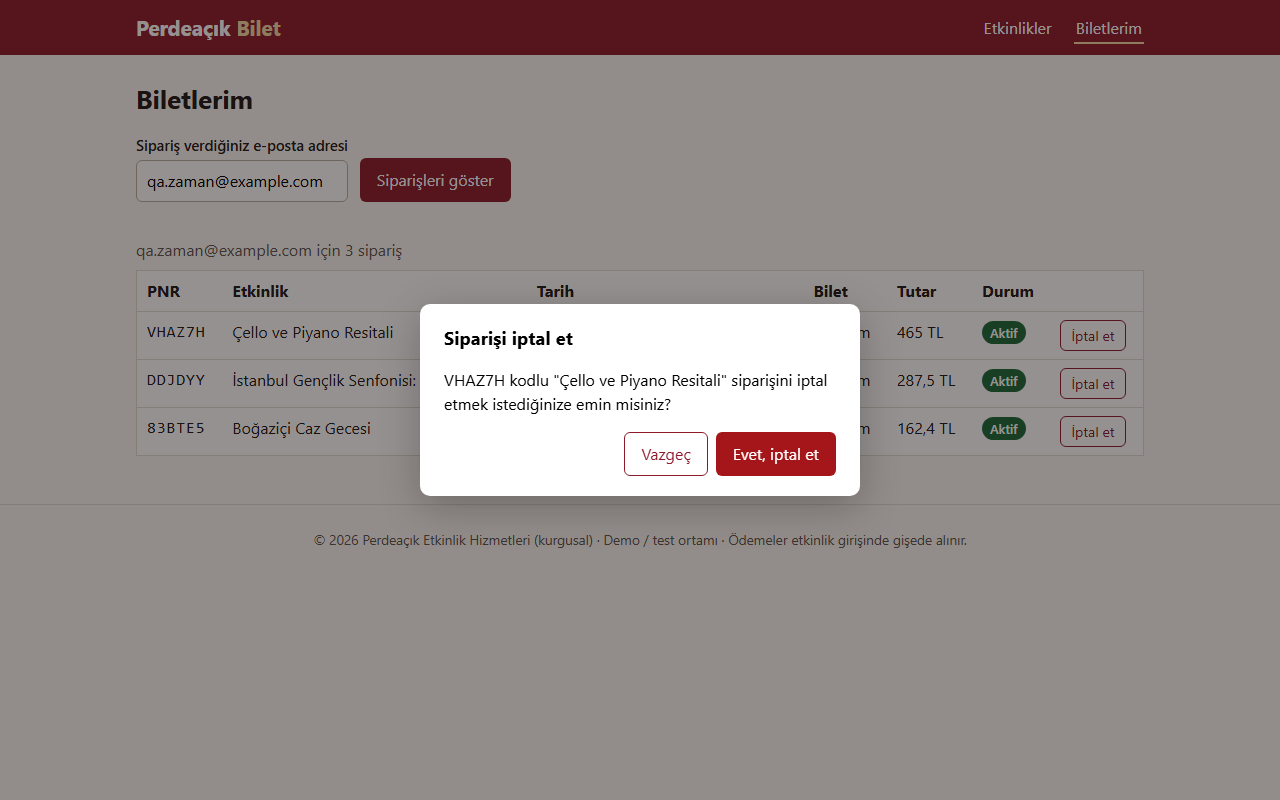 Perdeaçık Bilet
Etkinlikler
Biletlerim
Biletlerim
Sipariş verdiğiniz e-posta adresi
qa.zaman@example.com
Siparişleri göster
qa.zaman@example.com için 3 sipariş
PNR Etkinlik Tarih Bilet Tutar Durum
VHAZ7H Çello ve Piyano Resitali 465 TL Aktif İptal et
DDJDYY İstanbul Gençlik Senfonisi: 287,5 TL Aktif İptal et
83BTE5 Boğaziçi Caz Gecesi 162,4 TL Aktif İptal et
Siparişi iptal et
VHAZ7H kodlu "Çello ve Piyano Resitali" siparişini iptal
etmek istediğinize emin misiniz?
Vazgeç
Evet, iptal et
© 2026 Perdeaçık Etkinlik Hizmetleri (kurgusal) · Demo / test ortamı · Ödemeler etkinlik girişinde gişede alınır.